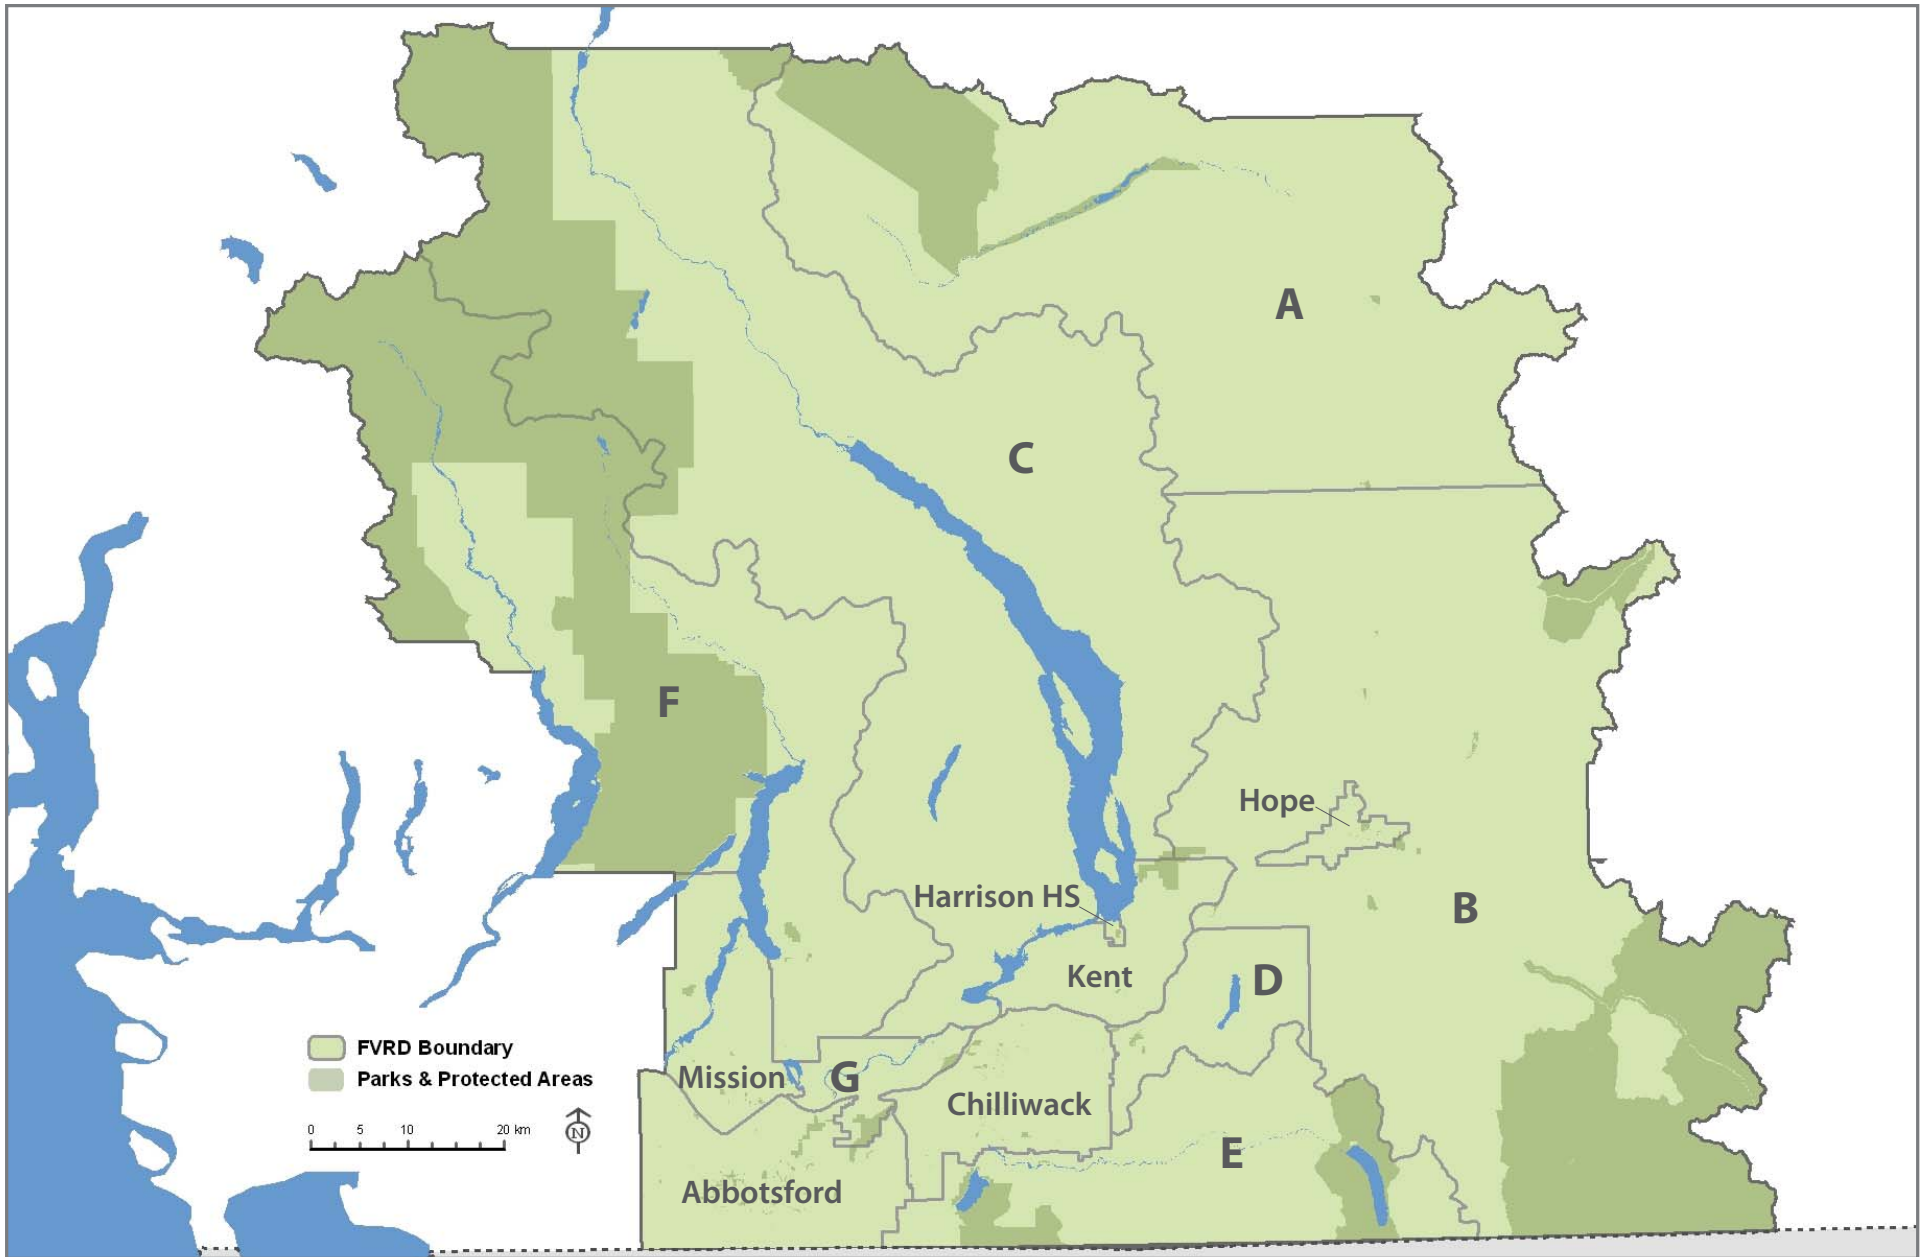 A
C
F
Hope
Harrison HS
B
Kent
D
FVRD Boundary
Parks & Protected Areas
Mission
G
Chilliwack
0 5 10 20 km
N
E
Abbotsford